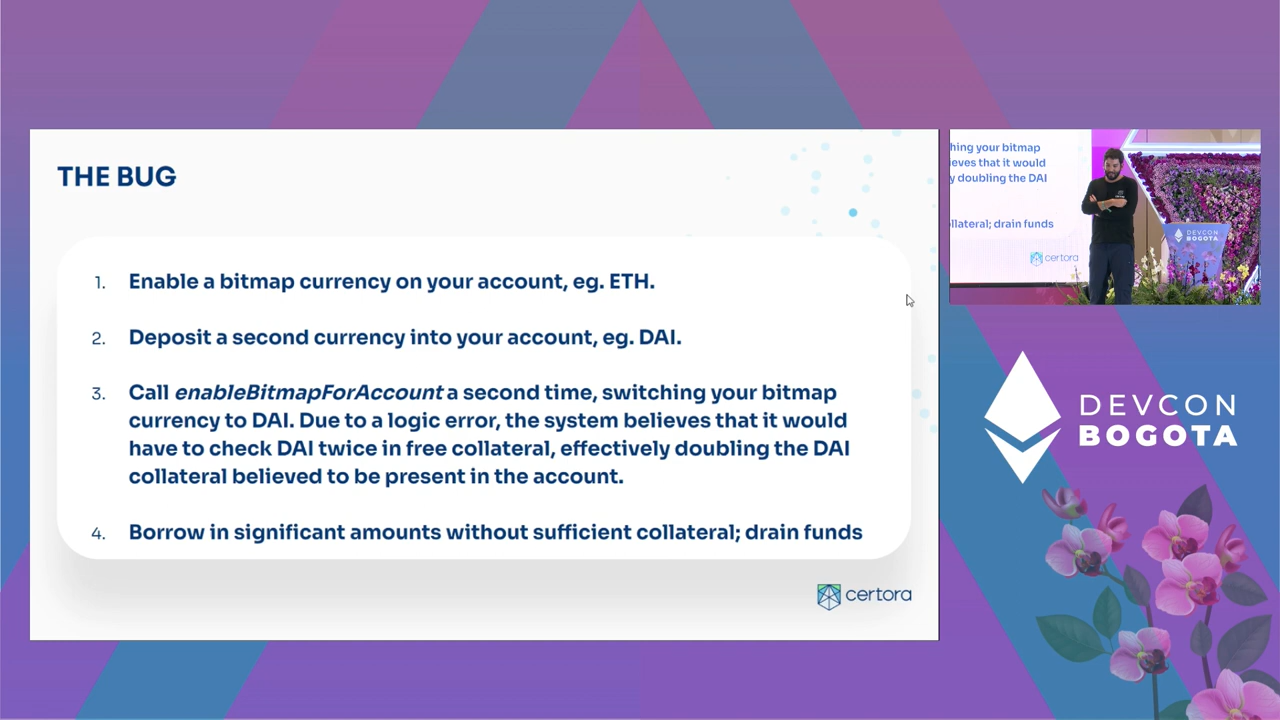 THE BUG
1. Enable a bitmap currency on your account, eg. ETH.
2. Deposit a second currency into your account, eg. DAI.
3. Call enableBitmapForAccount a second time, switching your bitmap
currency to DAI. Due to a logic error, the system believes that it would
have to check DAI twice in free collateral, effectively doubling the DAI
collateral believed to be present in the account.
4. Borrow in significant amounts without sufficient collateral; drain funds
certora
hing your bitmap
eves that it would
y doubling the DAI
llateral; drain funds
certora
DEVCON
BOGOTA
DEVCON
BOGOTA